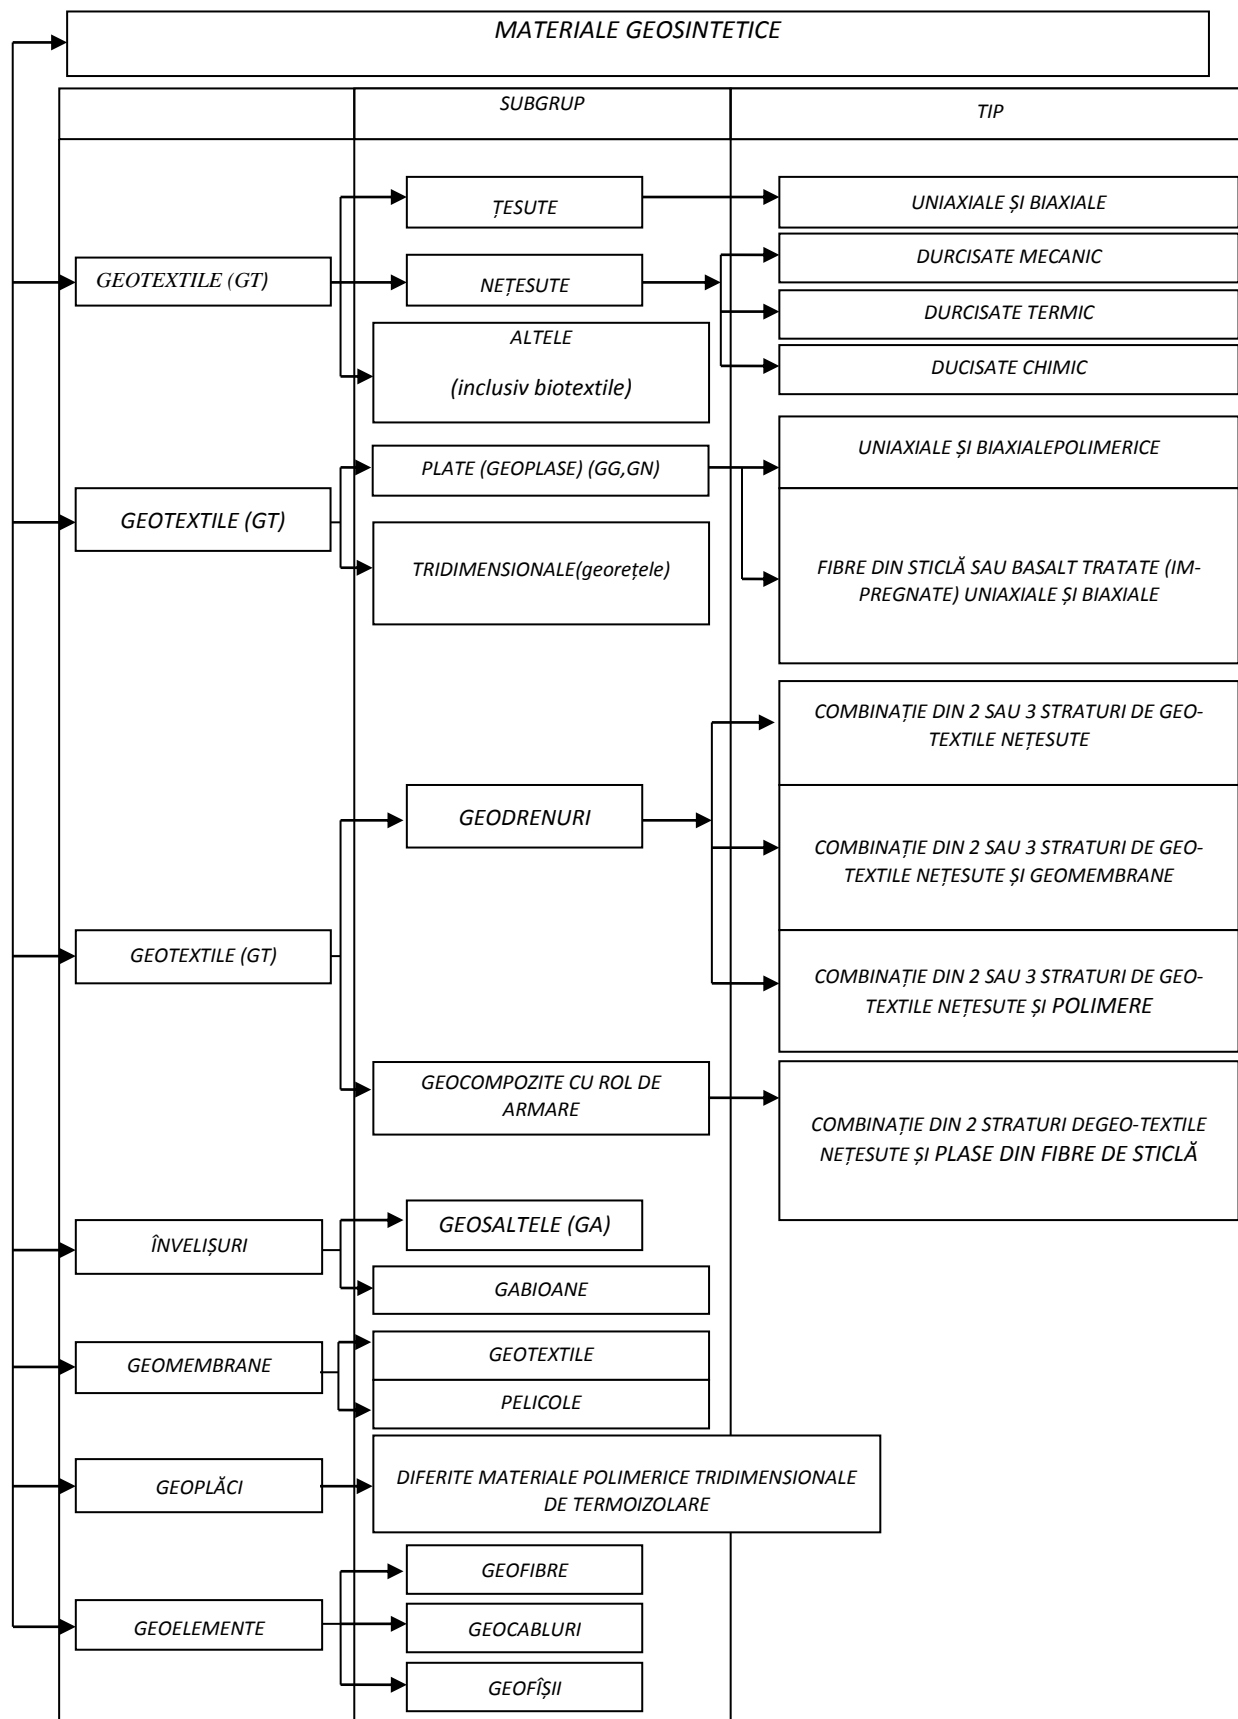 MATERIALE GEOSINTETICE
SUBGRUP
TIP
ȚESUTE
UNIAXIALE ȘI BIAXIALE
GEOTEXTILE (GT)
NEȚESUTE
DURCISATE MECANIC
DURCISATE TERMIC
DUCISATE CHIMIC
ALTELE
(inclusiv biotextile)
GEOTEXTILE (GT)
PLATE (GEOPLASE) (GG,GN)
UNIAXIALE ȘI BIAXIALEPOLIMERICE
TRIDIMENSIONALE(georețele)
FIBRE DIN STICLĂ SAU BASALT TRATATE (IM-
PREGNATE) UNIAXIALE ȘI BIAXIALE
GEOTEXTILE (GT)
GEODRENURI
COMBINAȚIE DIN 2 SAU 3 STRATURI DE GEO-
TEXTILE NEȚESUTE
COMBINAȚIE DIN 2 SAU 3 STRATURI DE GEO-
TEXTILE NEȚESUTE ȘI GEOMEMBRANE
COMBINAȚIE DIN 2 SAU 3 STRATURI DE GEO-
TEXTILE NEȚESUTE ȘI POLIMERE
GEOCOMPOZITE CU ROL DE
ARMARE
COMBINAȚIE DIN 2 STRATURI DEGEO-TEXTILE
NEȚESUTE ȘI PLASE DIN FIBRE DE STICLĂ
ÎNVELIȘURI
GEOSALTELE (GA)
GABIOANE
GEOMEMBRANE
GEOTEXTILE
PELICOLE
GEOPLĂCI
DIFERITE MATERIALE POLIMERICE TRIDIMENSIONALE
DE TERMOIZOLARE
GEOELEMENTE
GEOFIBRE
GEOCABLURI
GEOFÎȘII